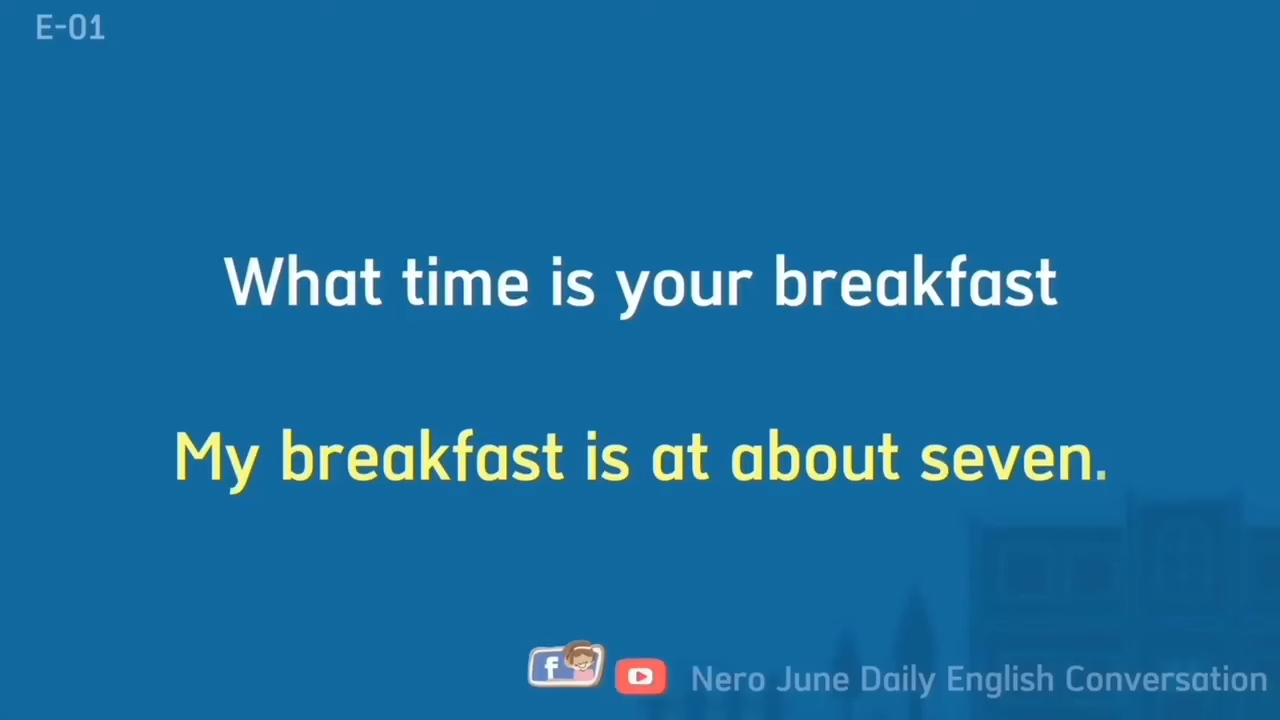 E-01
What time is your breakfast
My breakfast is at about seven.
f
Nero June Daily English Conversation